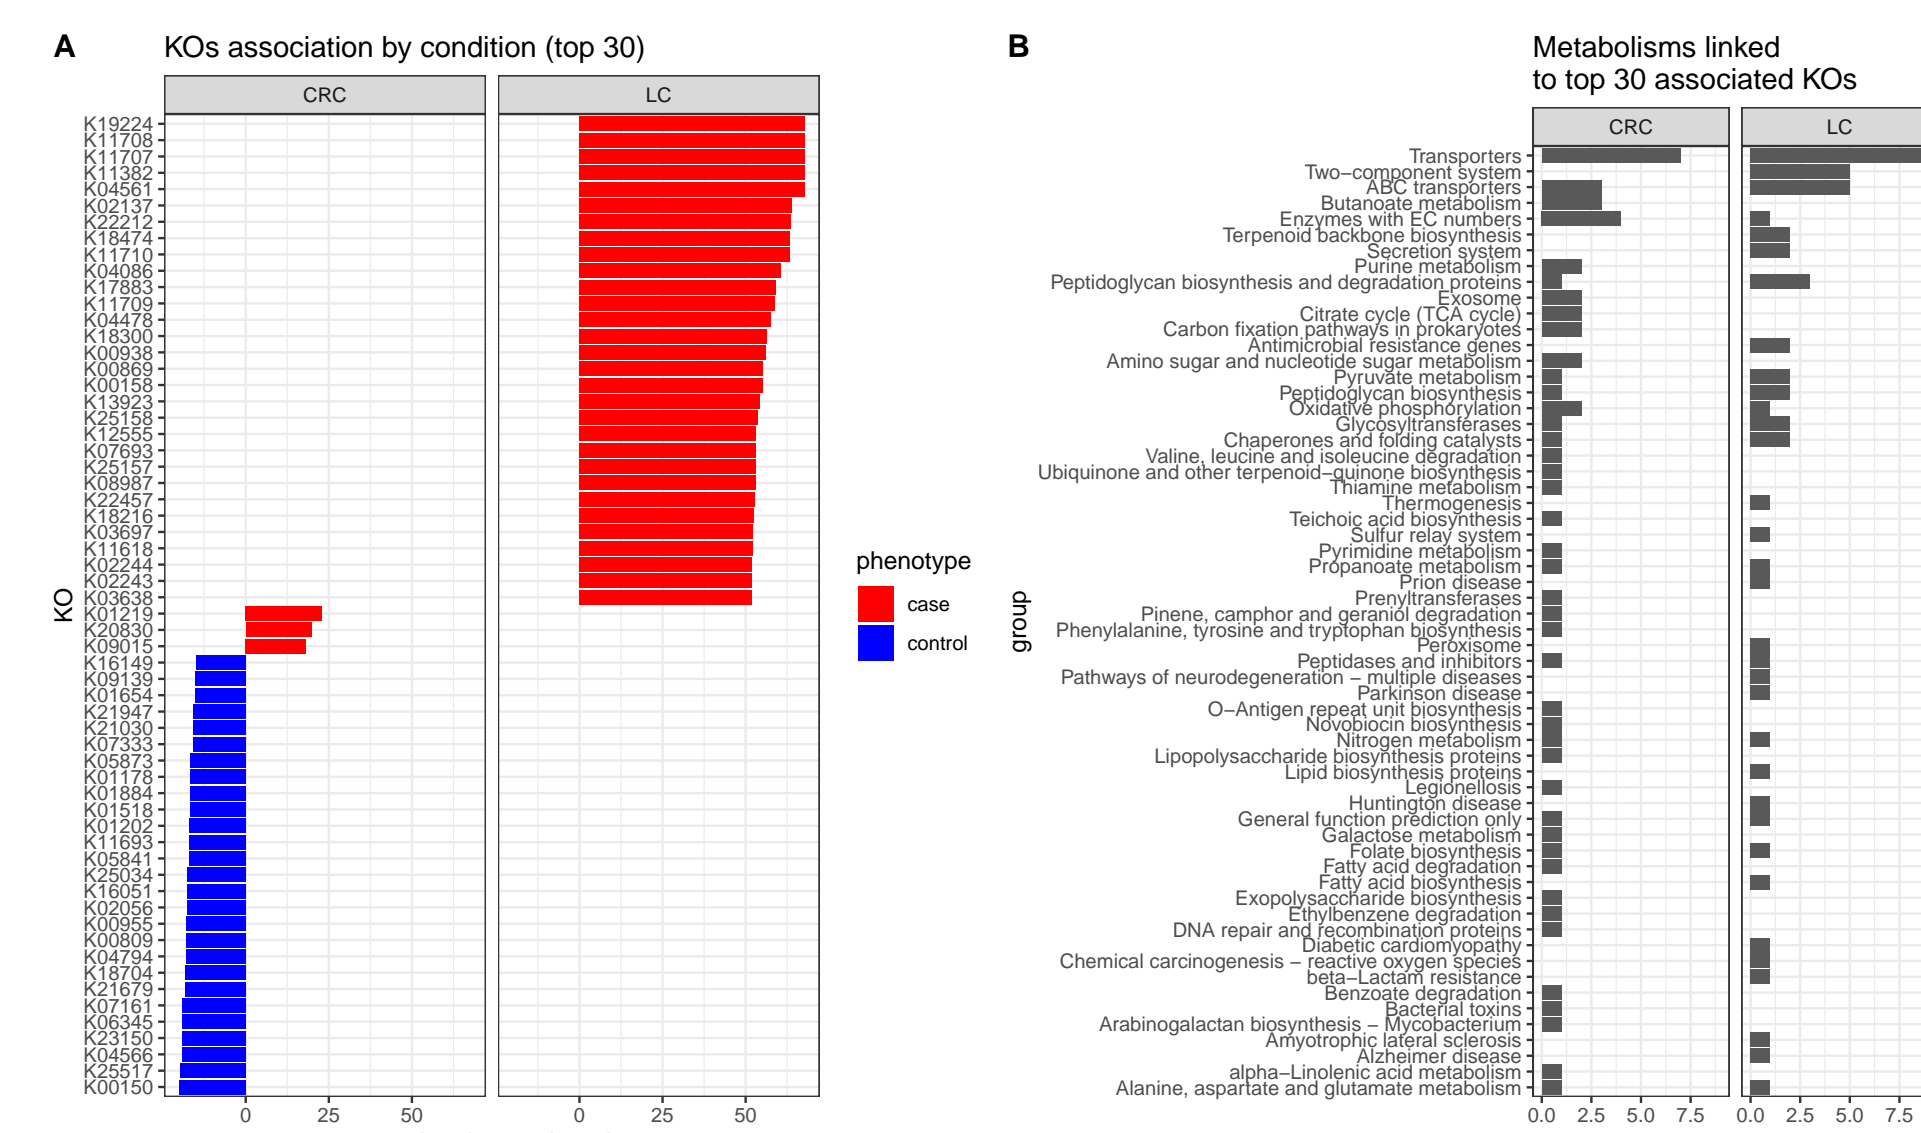 A
KOs association by condition (top 30)
CRC
LC
K19224
K11708
K11707
K11382
K04561
K02137
K22212
K18474
K11710
K04086
K17883
K11709
K04478
K18300
K00938
K00869
K00158
K13923
K25158
K12555
K07693
K25157
K08987
K22457
K18216
K03697
K11618
K02244
K02243
K03638
K01219
K20830
K09015
K16149
K09139
K01654
K21947
K21030
K07333
K05873
K01178
K01884
K01518
K01202
K11693
K05841
K25034
K16051
K02056
K00955
K00809
K04794
K18704
K21679
K07161
K06345
K23150
K04566
K25517
K00150
KO
0 25 50
0 25 50
phenotype
case
control
B
Metabolisms linked
to top 30 associated KOs
CRC
LC
Transporters
Two−component system
ABC transporters
Butanoate metabolism
Enzymes with EC numbers
Terpenoid backbone biosynthesis
Secretion system
Purine metabolism
Peptidoglycan biosynthesis and degradation proteins
Exosome
Citrate cycle (TCA cycle)
Carbon fixation pathways in prokaryotes
Antimicrobial resistance genes
Amino sugar and nucleotide sugar metabolism
Pyruvate metabolism
Peptidoglycan biosynthesis
Oxidative phosphorylation
Glycosyltransferases
Chaperones and folding catalysts
Valine, leucine and isoleucine degradation
Ubiquinone and other terpenoid−quinone biosynthesis
Thiamine metabolism
Thermogenesis
Teichoic acid biosynthesis
Sulfur relay system
Pyrimidine metabolism
Propanoate metabolism
Prion disease
Prenyltransferases
Pinene, camphor and geraniol degradation
Phenylalanine, tyrosine and tryptophan biosynthesis
Peroxisome
Peptidases and inhibitors
Pathways of neurodegeneration − multiple diseases
Parkinson disease
O−Antigen repeat unit biosynthesis
Novobiocin biosynthesis
Nitrogen metabolism
Lipopolysaccharide biosynthesis proteins
Lipid biosynthesis proteins
Legionellosis
Huntington disease
General function prediction only
Galactose metabolism
Folate biosynthesis
Fatty acid degradation
Fatty acid biosynthesis
Exopolysaccharide biosynthesis
Ethylbenzene degradation
DNA repair and recombination proteins
Diabetic cardiomyopathy
Chemical carcinogenesis − reactive oxygen species
beta−Lactam resistance
Benzoate degradation
Bacterial toxins
Arabinogalactan biosynthesis − Mycobacterium
Amyotrophic lateral sclerosis
Alzheimer disease
alpha−Linolenic acid metabolism
Alanine, aspartate and glutamate metabolism
group
0.0 2.5 5.0 7.5
0.0 2.5 5.0 7.5